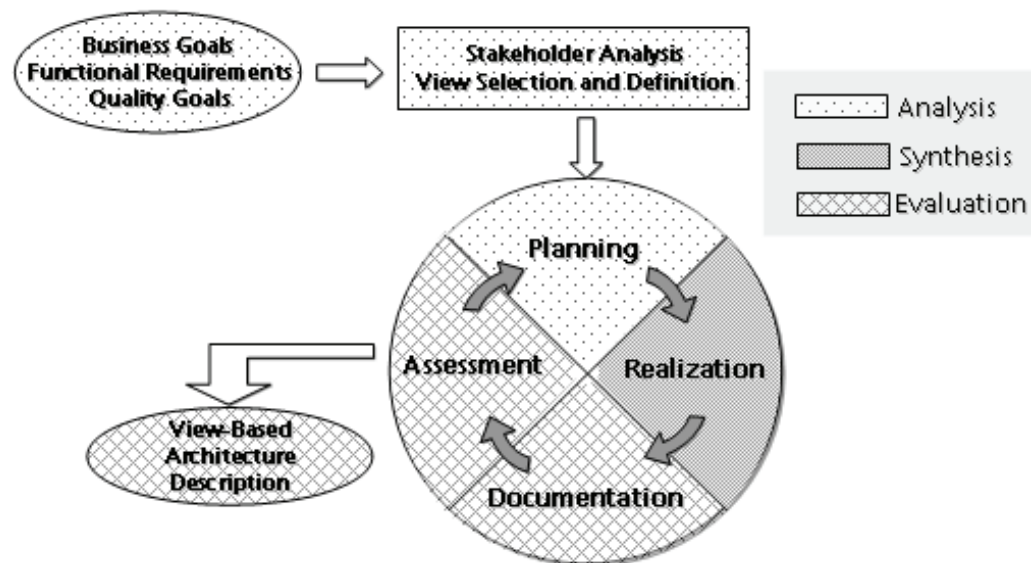 Business Goals
Functional Requirements
Quality Goals
Stakeholder Analysis
View Selection and Definition
Analysis
Synthesis
Evaluation
Planning
Assessment
Realization
Documentation
View-Based
Architecture
Description